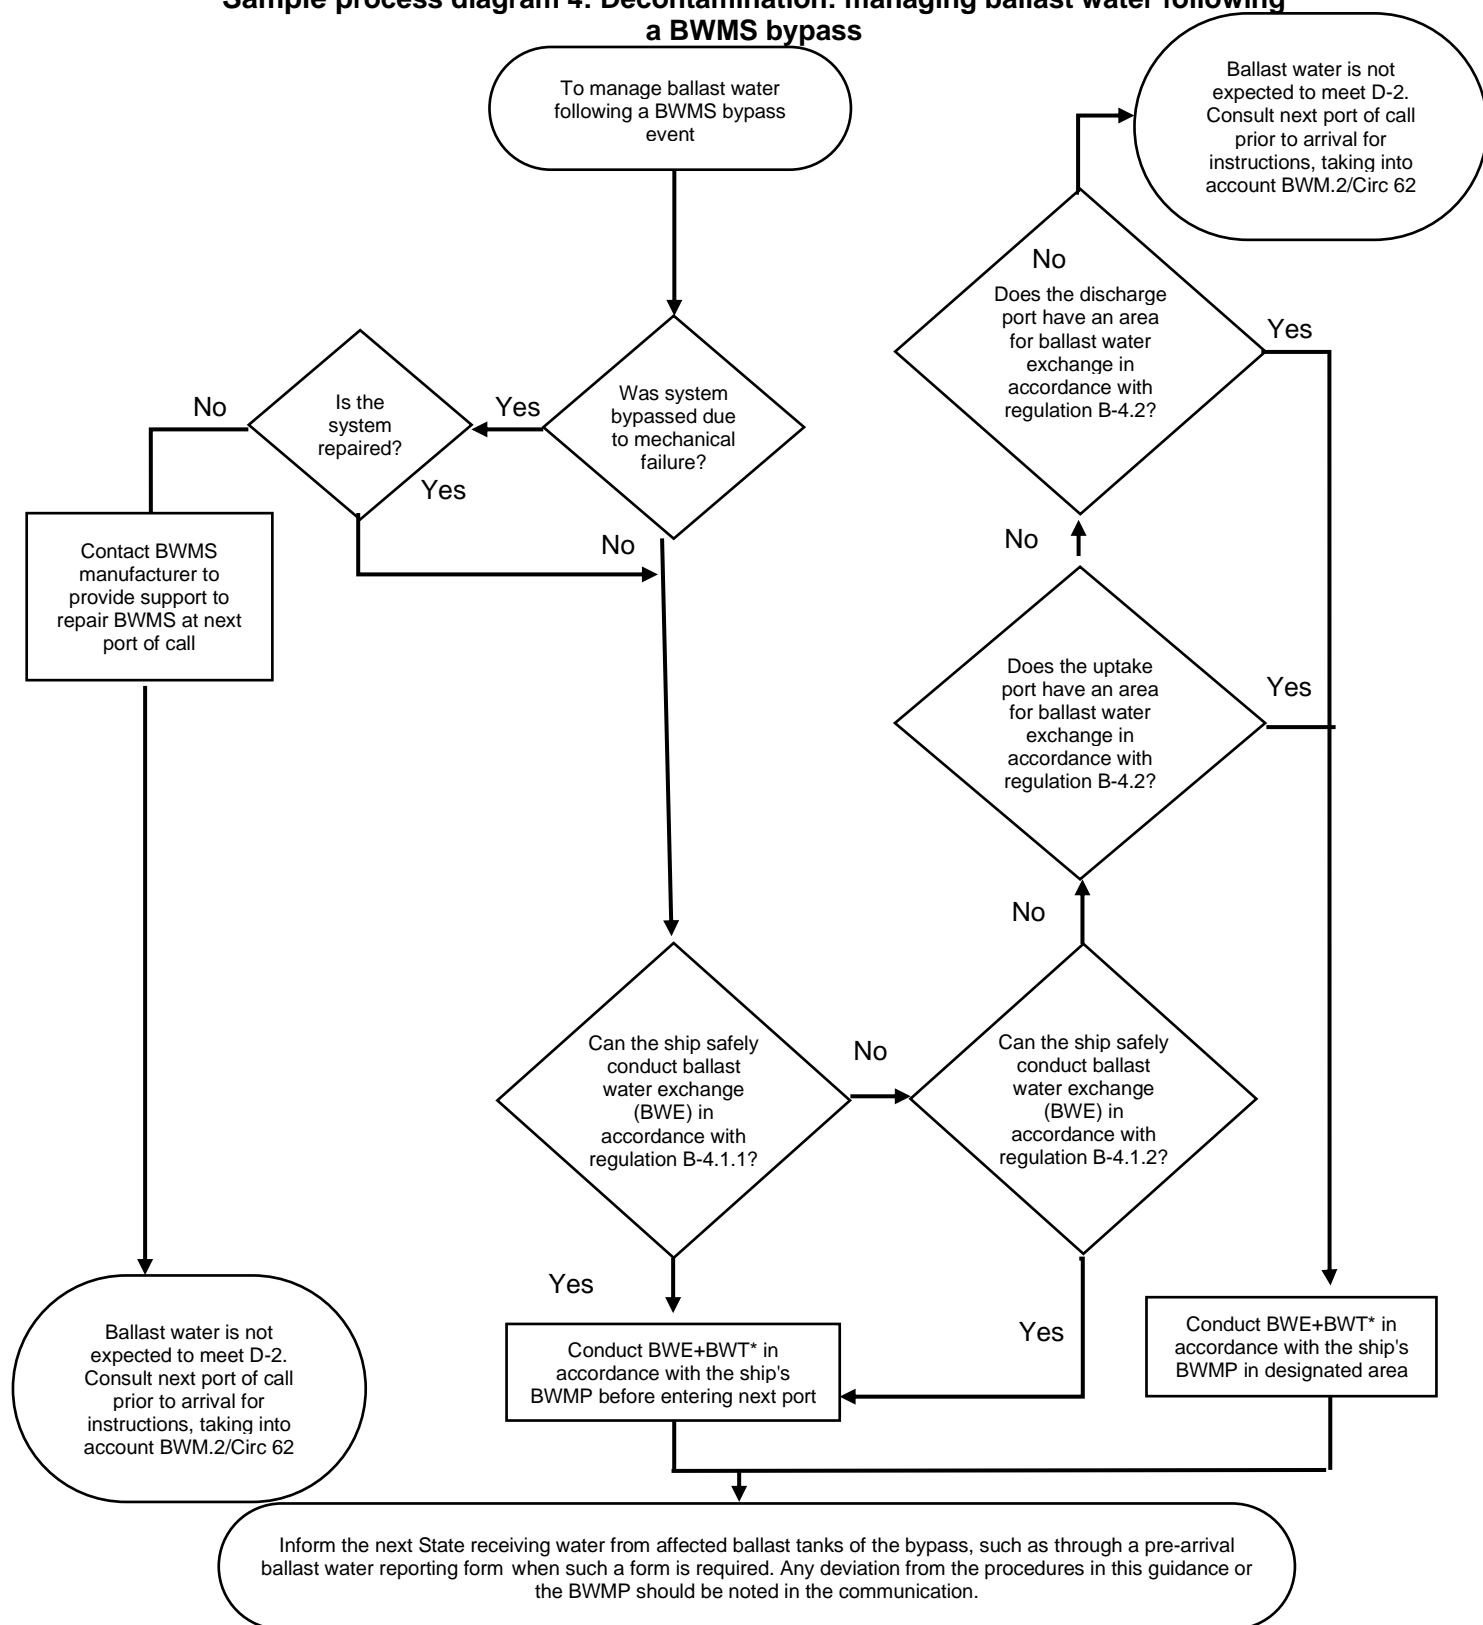 Sample process diagram 4: Decontamination: managing ballast water following
a BWMS bypass
To manage ballast water
following a BWMS bypass
event
Ballast water is not
expected to meet D-2.
Consult next port of call
prior to arrival for
instructions, taking into
account BWM.2/Circ 62
No
Does the discharge
port have an area
for ballast water
exchange in
accordance with
regulation B-4.2?
Yes
Was system
bypassed due
to mechanical
failure?
Yes
Is the
system
repaired?
No
Yes
No
Contact BWMS
manufacturer to
provide support to
repair BWMS at next
port of call
No
Does the uptake
port have an area
for ballast water
exchange in
accordance with
regulation B-4.2?
Yes
No
Can the ship safely
conduct ballast
water exchange
(BWE) in
accordance with
regulation B-4.1.1?
No
Can the ship safely
conduct ballast
water exchange
(BWE) in
accordance with
regulation B-4.1.2?
Yes
Yes
Conduct BWE+BWT* in
accordance with the ship's
BWMP before entering next port
Conduct BWE+BWT* in
accordance with the ship's
BWMP in designated area
Ballast water is not
expected to meet D-2.
Consult next port of call
prior to arrival for
instructions, taking into
account BWM.2/Circ 62
Inform the next State receiving water from affected ballast tanks of the bypass, such as through a pre-arrival
ballast water reporting form when such a form is required. Any deviation from the procedures in this guidance or
the BWMP should be noted in the communication.